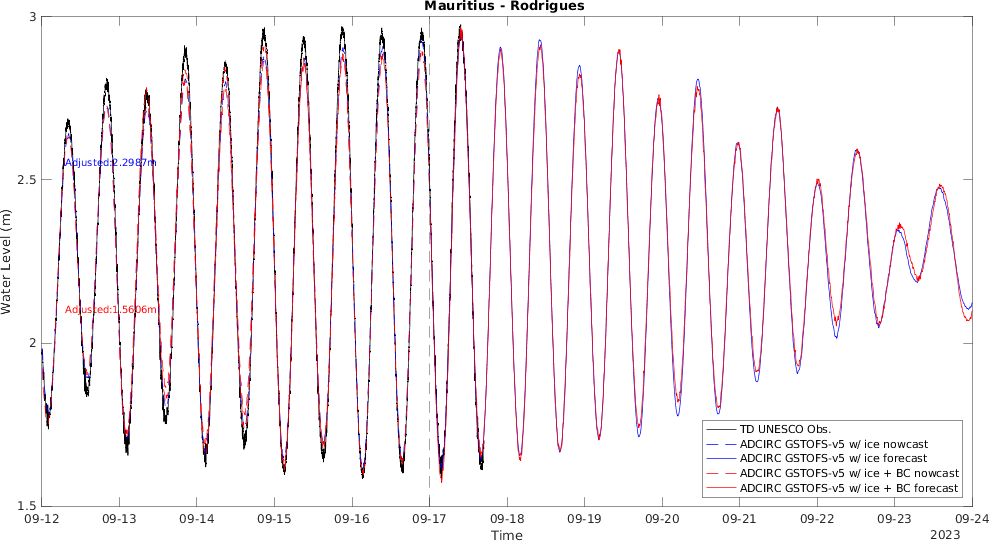 Mauritius - Rodrigues
3
2.5
2
1.5
Water Level (m)
Adjusted:2.2987m
Adjusted:1.5606m
TD UNESCO Obs.
ADCIRC GSTOFS-v5 w/ ice nowcast
ADCIRC GSTOFS-v5 w/ ice forecast
ADCIRC GSTOFS-v5 w/ ice + BC nowcast
ADCIRC GSTOFS-v5 w/ ice + BC forecast
09-12 09-13 09-14 09-15 09-16 09-17 09-18 09-19 09-20 09-21 09-22 09-23 09-24
Time
2023